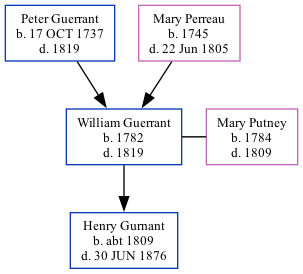 Peter Guerrant
b. 17 OCT 1737
d. 1819
Mary Perreau
b. 1745
d. 22 Jun 1805
William Guerrant
b. 1782
d. 1819
Mary Putney
b. 1784
d. 1809
Henry Gumant
b. abt 1809
d. 30 JUN 1876